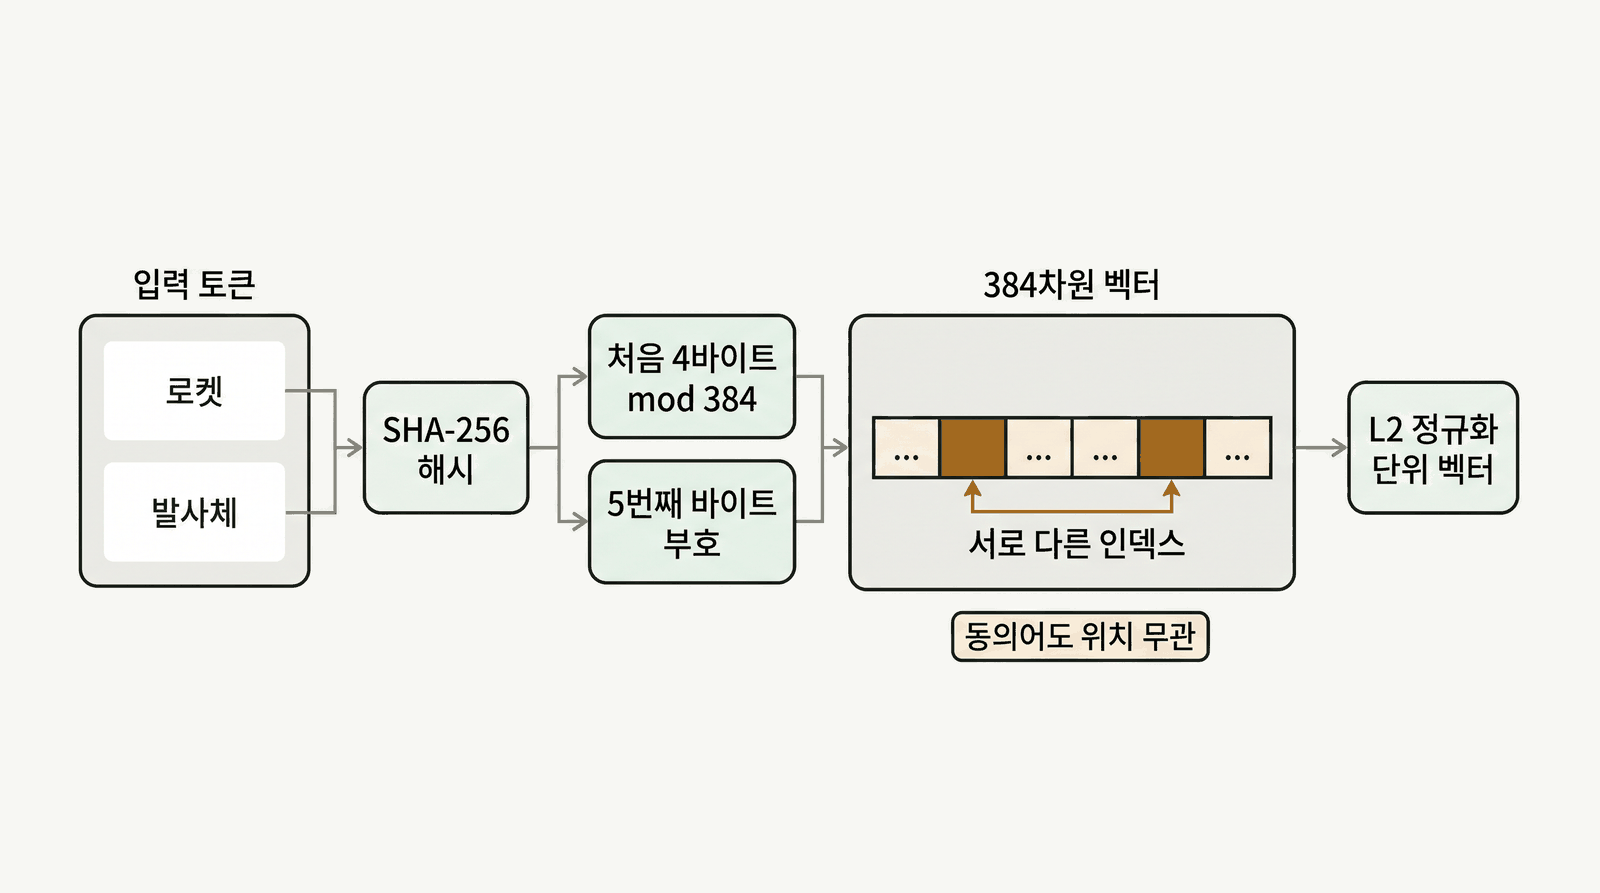 입력 토큰
로켓
발사체
SHA-256
해시
처음 4바이트
mod 384
5번째 바이트
부호
384차원 벡터
...
...
...
...
서로 다른 인덱스
동의어도 위치 무관
L2 정규화
단위 벡터